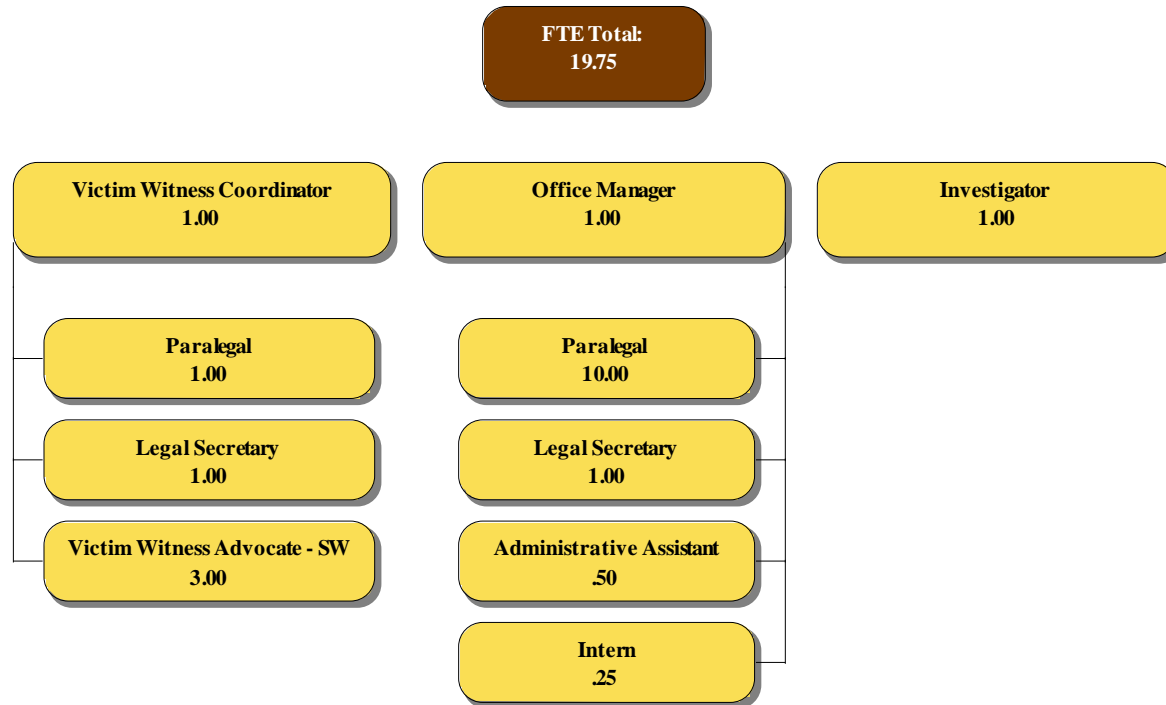 FTE Total:
19.75
Victim Witness Coordinator
1.00
Office Manager
1.00
Investigator
1.00
Paralegal
1.00
Paralegal
10.00
Legal Secretary
1.00
Legal Secretary
1.00
Victim Witness Advocate - SW
3.00
Administrative Assistant
.50
Intern
.25